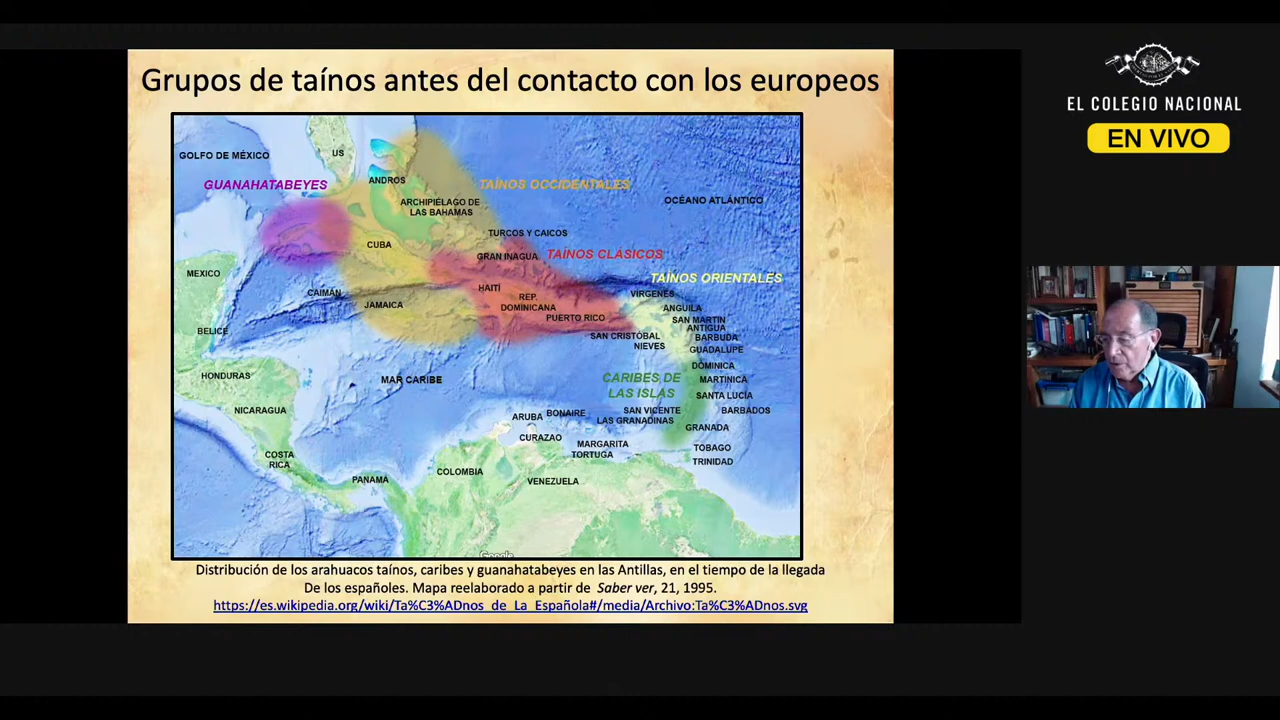 Grupos de taínos antes del contacto con los europeos
EL COLEGIO NACIONAL
EN VIVO
GOLFO DE MÉXICO
US
GUANAHATABEYES
ANDROS
TAÍNOS OCCIDENTALES
ARCHIPIÉLAGO DE
LAS BAHAMAS
OCÉANO ATLÁNTICO
TURCOS Y CAICOS
CUBA
GRAN INAGUA
TAÍNOS CLÁSICOS
MEXICO
TAÍNOS ORIENTALES
HAITÍ
CAIMÁN
JAMAICA
REP.
DOMINICANA
VIRGENES
ANGUILA
PUERTO RICO
SAN MARTIN
ANTIGUA
BARBUDA
BELICE
SAN CRISTÓBAL
NIEVES
GUADALUPE
DOMINICA
HONDURAS
MAR CARIBE
CARIBES DE
LAS ISLAS
MARTINICA
SANTA LUCÍA
NICARAGUA
ARUBA
BONAIRE
SAN VICENTE
LAS GRANADINAS
BARBADOS
GRANADA
CURAZAO
MARGARITA
TORTUGA
TOBAGO
TRINIDAD
COSTA
RICA
PANAMÁ
COLOMBIA
VENEZUELA
Google
Distribución de los arahuacos taínos, caribes y guanahatabeyes en las Antillas, en el tiempo de la llegada
De los españoles. Mapa reelaborado a partir de Saber ver, 21, 1995.
https://es.wikipedia.org/wiki/Ta%C3%ADnos_de_La_Española#/media/Archivo:Ta%C3%ADnos.svg